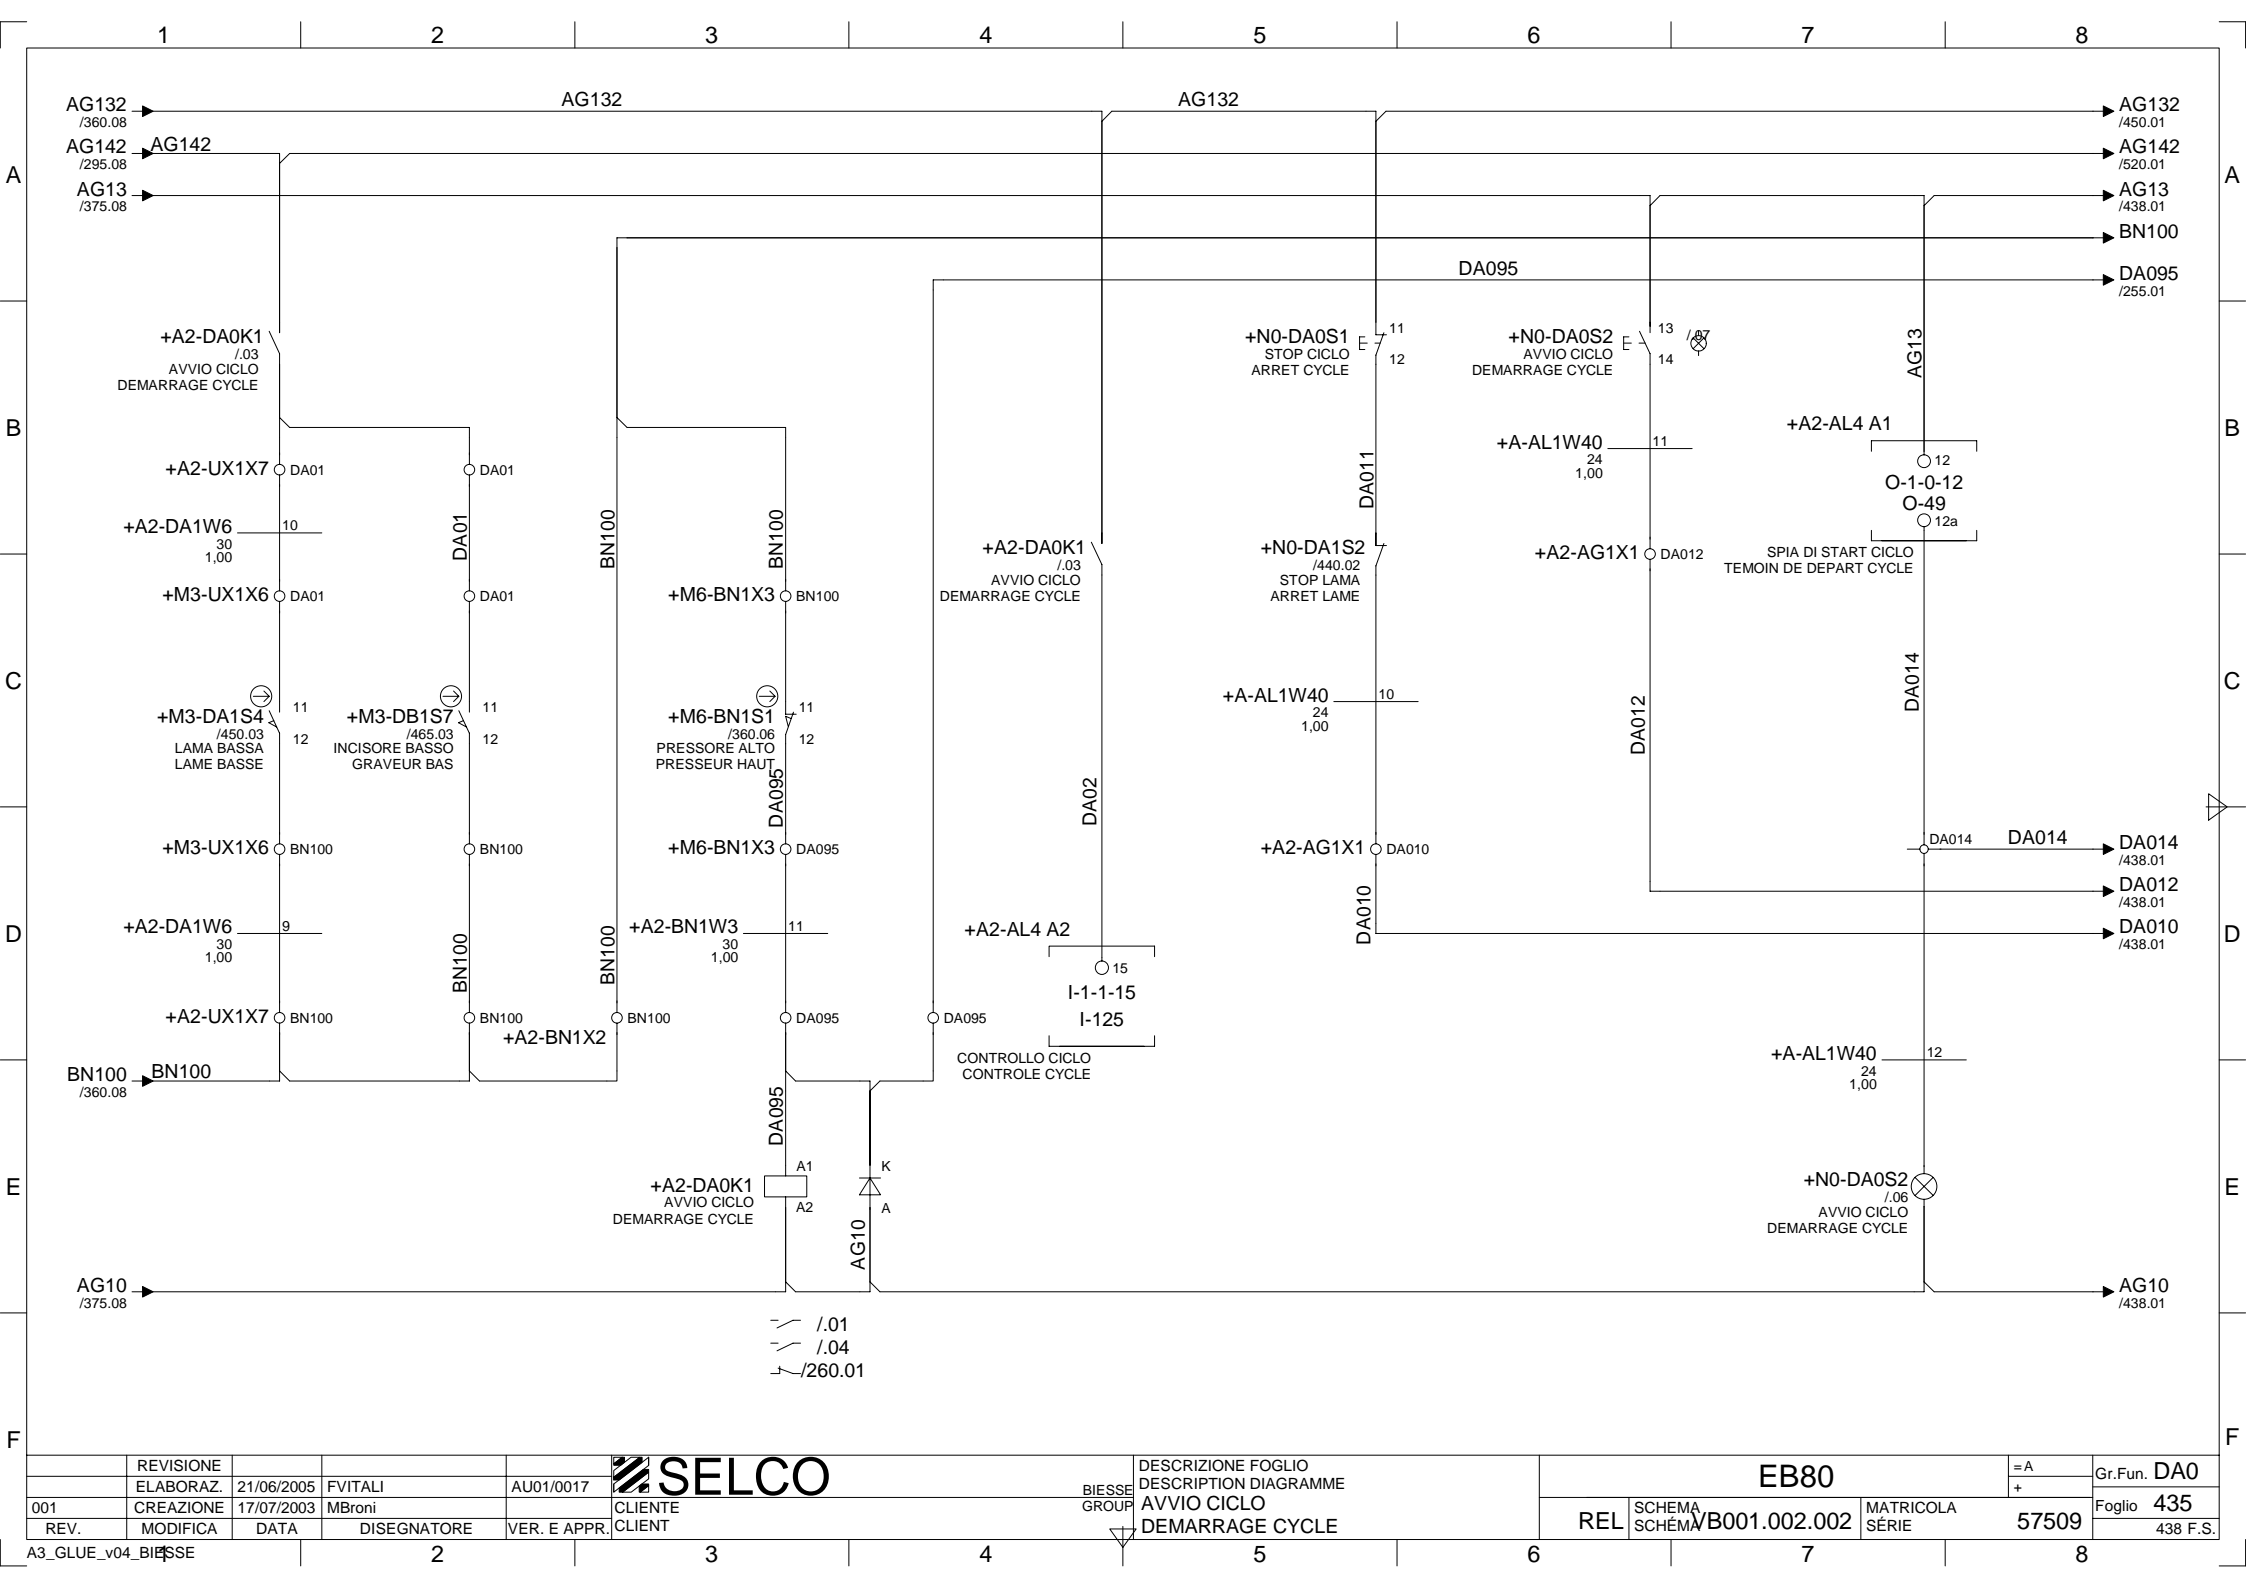 1 2 3 4 5 6 7 8
AG132 /360.08 AG132 AG132 AG132 /450.01
AG142 /295.08 AG142 AG142 /520.01
A A
AG13 /375.08 AG13 /438.01
BN100
DA095 DA095 /255.01
+A2-DA0K1
/.03
AVVIO CICLO
DEMARRAGE CYCLE
+N0-DA0S1 11
STOP CICLO 12
ARRET CYCLE
+N0-DA0S2 13
AVVIO CICLO 14
DEMARRAGE CYCLE
/.07
AG13
B B
+A2-UX1X7 DA01 DA01
+A2-DA1W6 10
30
1,00
DA01
BN100
BN100
DA011
+A-AL1W40 11
24
1,00
+A2-AL4 A1
12
O-1-0-12
O-49
12a
SPIA DI START CICLO
TEMOIN DE DEPART CYCLE
+M3-UX1X6 DA01 DA01
+M6-BN1X3 BN100
+A2-DA0K1
/.03
AVVIO CICLO
DEMARRAGE CYCLE
+N0-DA1S2
/440.02
STOP LAMA
ARRET LAME
+A2-AG1X1 DA012
C C
+M3-DA1S4 11
/450.03 12
LAMA BASSA
LAME BASSE
+M3-DB1S7 11
/465.03 12
INCISORE BASSO
GRAVEUR BAS
+M6-BN1S1 11
/360.06 12
PRESSORE ALTO
PRESSEUR HAUT
DA095
DA02
+A-AL1W40 10
24
1,00
DA012
DA014
+M3-UX1X6 BN100 BN100
+M6-BN1X3 DA095
+A2-AG1X1 DA010
DA014 DA014 DA014 /438.01
DA012 /438.01
D D
+A2-DA1W6 9
30
1,00
BN100
BN100
+A2-BN1W3 11
30
1,00
+A2-AL4 A2
15
I-1-1-15
I-125
CONTROLLO CICLO
CONTROLE CYCLE
DA010
DA010 /438.01
+A2-UX1X7 BN100 BN100
+A2-BN1X2 BN100
DA095 DA095
BN100 /360.08 BN100
DA095
+A-AL1W40 12
24
1,00
E E
+A2-DA0K1 A1
AVVIO CICLO A2
DEMARRAGE CYCLE
K
A
AG10
+N0-DA0S2
/.06
AVVIO CICLO
DEMARRAGE CYCLE
AG10 /375.08 AG10 /438.01
/.01
/.04
/260.01
F F
REVISIONE
ELABORAZ. 21/06/2005 FVITALI AU01/0017
001 CREAZIONE 17/07/2003 MBroni
REV. MODIFICA DATA DISEGNATORE VER. E APPR.
SELCO
BIESSE
GROUP
CLIENTE
CLIENT
DESCRIZIONE FOGLIO
DESCRIPTION DIAGRAMME
AVVIO CICLO
DEMARRAGE CYCLE
EB80
REL SCHEMA
SCHÉMA VB001.002.002
MATRICOLA
SÉRIE 57509
=A
+
Gr.Fun. DA0
Foglio 435
438 F.S.
A3_GLUE_v04_BIESSE
1 2 3 4 5 6 7 8